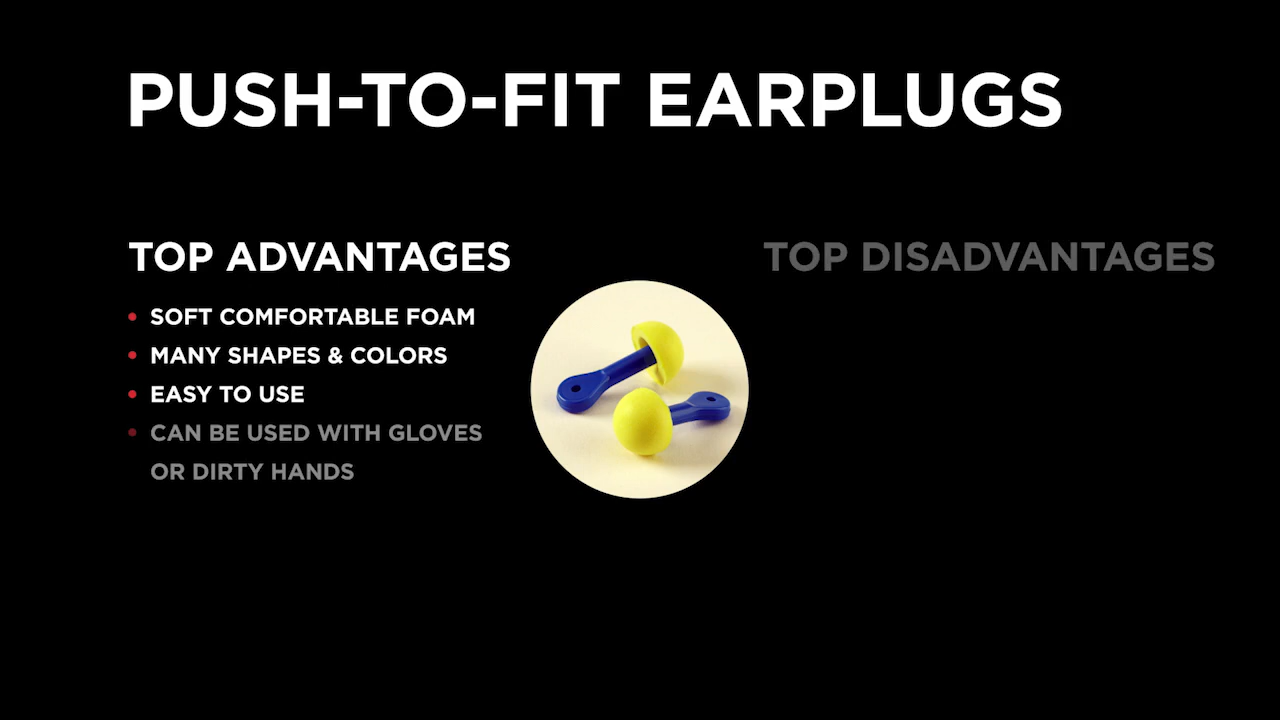 PUSH-TO-FIT EARPLUGS
TOP ADVANTAGES
• SOFT COMFORTABLE FOAM
• MANY SHAPES & COLORS
• EASY TO USE
• CAN BE USED WITH GLOVES
OR DIRTY HANDS
TOP DISADVANTAGES